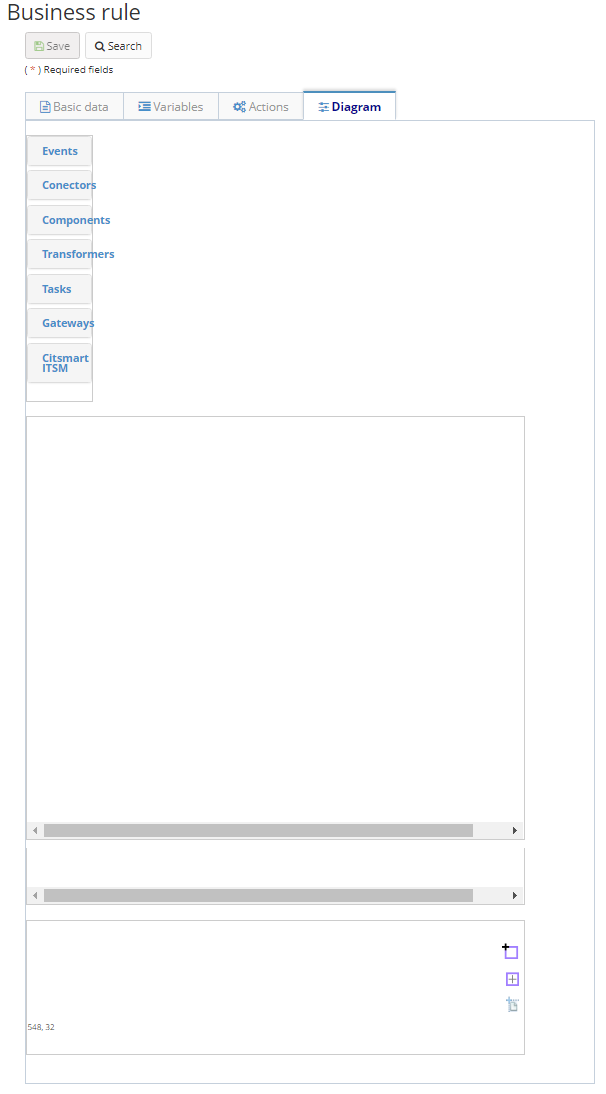 Business rule
Save Search
( * ) Required fields
Basic data Variables Actions Diagram
Events
Conectors
Components
Transformers
Tasks
Gateways
Citsmart
ITSM
548, 32